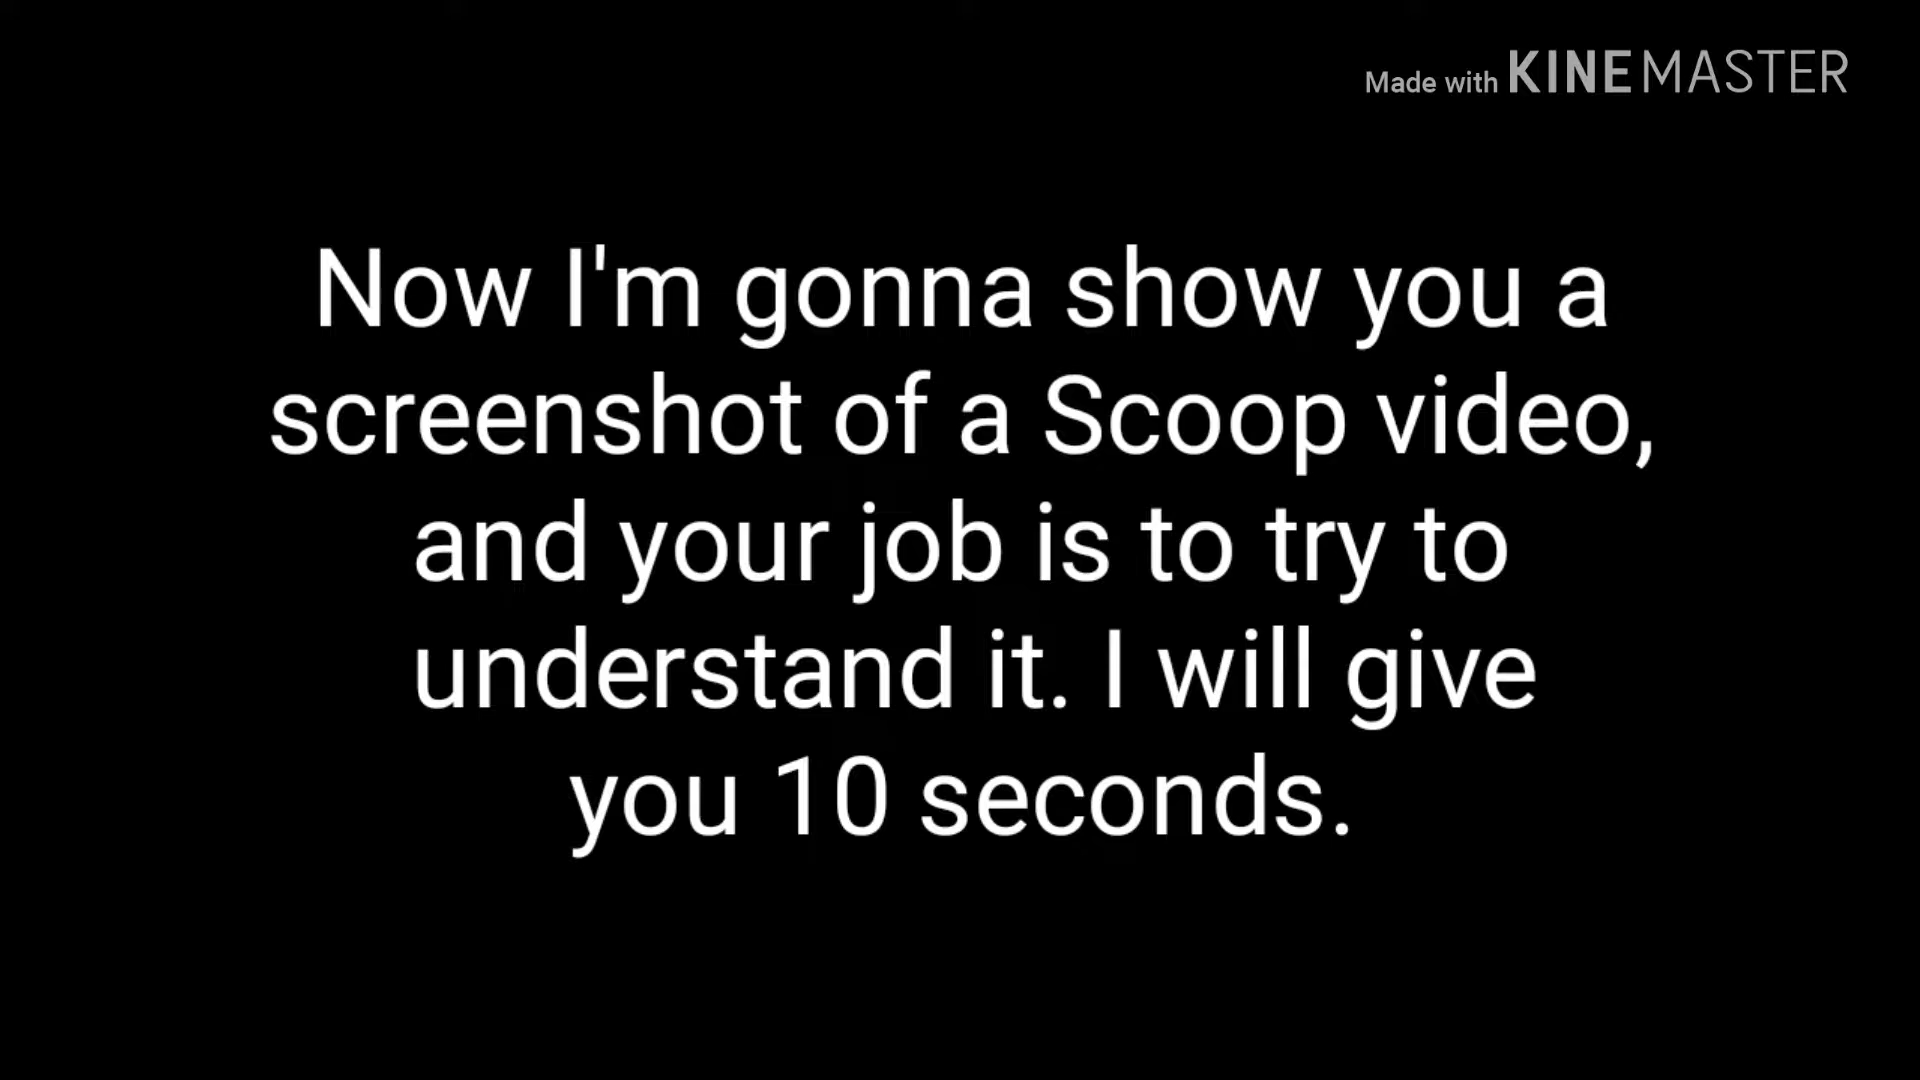 Made with KINEMASTER
Now I'm gonna show you a
screenshot of a Scoop video,
and your job is to try to
understand it. I will give
you 10 seconds.